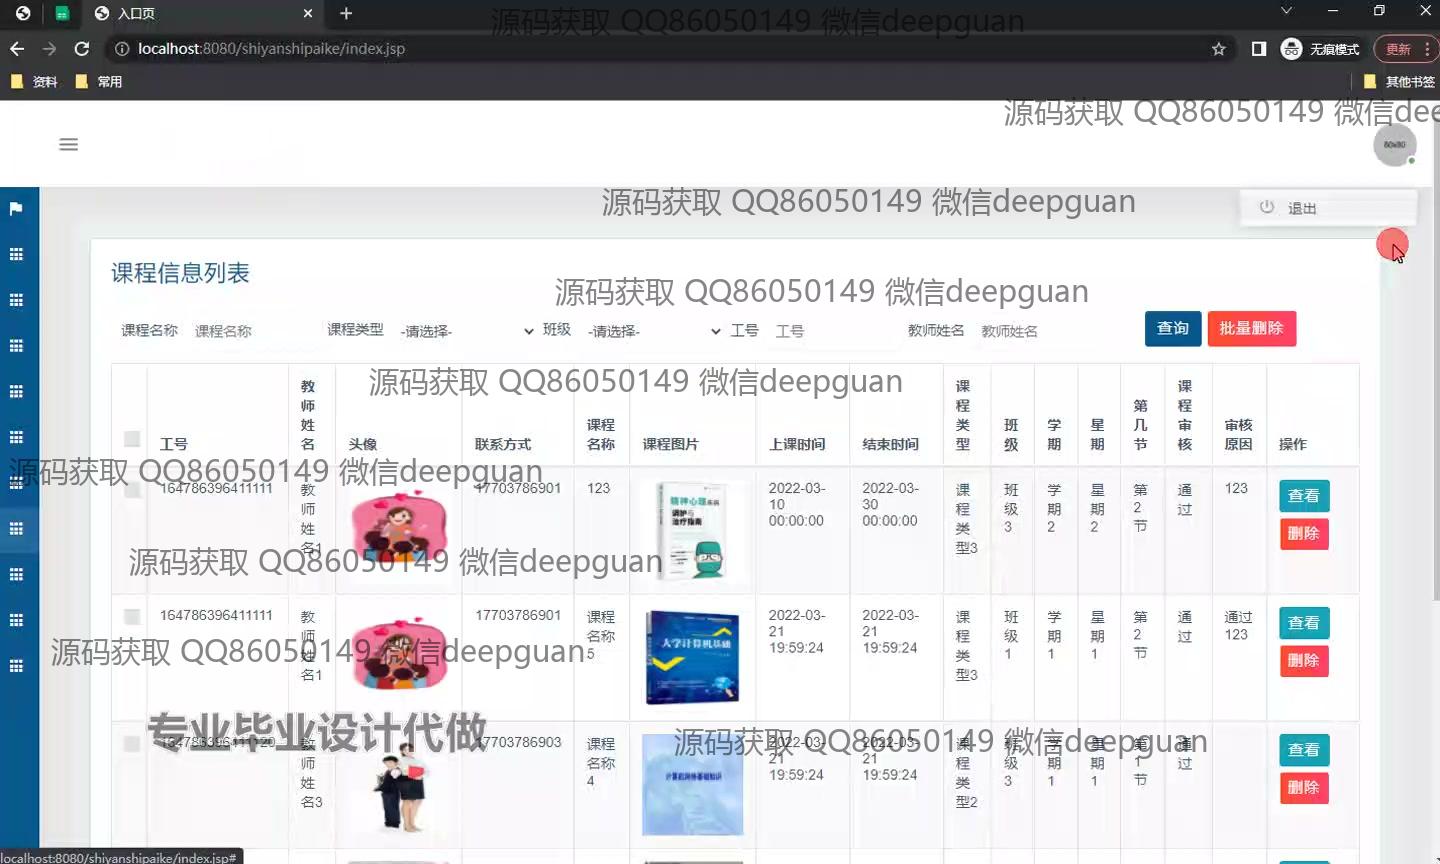 入口页
源码获取 QQ86050149 微信deepguan
localhost:8080/shiyanshipaike/index.jsp
无痕模式
更新
资料
常用
其他书签
源码获取 QQ86050149 微信dee
源码获取 QQ86050149 微信deepguan
退出
课程信息列表
源码获取 QQ86050149 微信deepguan
课程名称 课程名称 课程类型 -请选择- 班级 -请选择- 工号 工号 教师姓名 教师姓名 查询 批量删除
源码获取 QQ86050149 微信deepguan
工号 教师姓名 头像 联系方式 课程名称 课程图片 上课时间 结束时间 课程类型 班级 学期 星期 第几节 课程审核 审核原因 操作
源码获取 QQ86050149 微信deepguan
164786396411111 教师姓名1 17703786901 123 2022-03-10 00:00:00 2022-03-30 00:00:00 课程类型3 班级3 学期2 星期2 第2节 通过 123 查看 删除
源码获取 QQ86050149 微信deepguan
164786396411111 教师姓名1 17703786901 课程名称5 大学计算机基础 2022-03-21 19:59:24 2022-03-21 19:59:24 课程类型3 班级1 学期1 星期1 第2节 通过 通过123 查看 删除
源码获取 QQ86050149 微信deepguan
专业毕业设计代做
源码获取 QQ86050149 微信deepguan
教师姓名3 17703786903 课程名称4 2022-03-21 19:59:24 2022-03-21 19:59:24 课程类型2 班级3 学期1 星期1 通过 查看 删除
localhost:8080/shiyanshipaike/index.jsp#